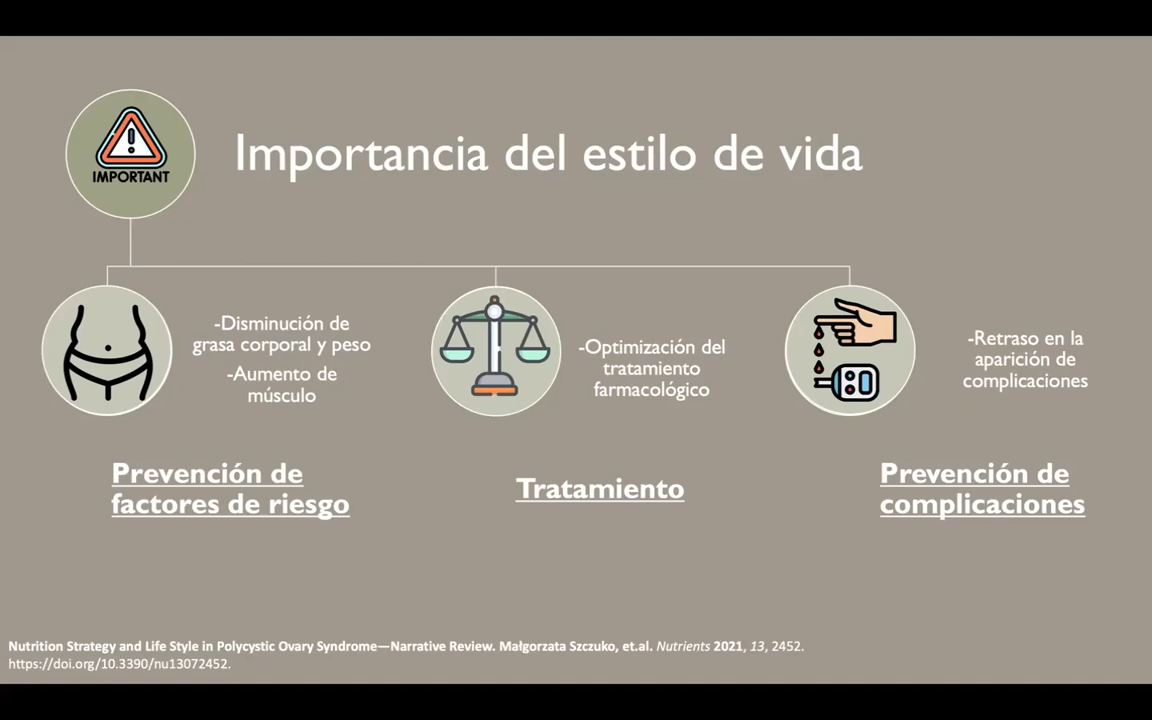 IMPORTANT
Importancia del estilo de vida
-Disminución de
grasa corporal y peso
-Aumento de
músculo
-Optimización del
tratamiento
farmacológico
-Retraso en la
aparición de
complicaciones
Prevención de
factores de riesgo
Tratamiento
Prevención de
complicaciones
Nutrition Strategy and Life Style in Polycystic Ovary Syndrome—Narrative Review. Małgorzata Szczuko, et.al. Nutrients 2021, 13, 2452.
https://doi.org/10.3390/nu13072452.